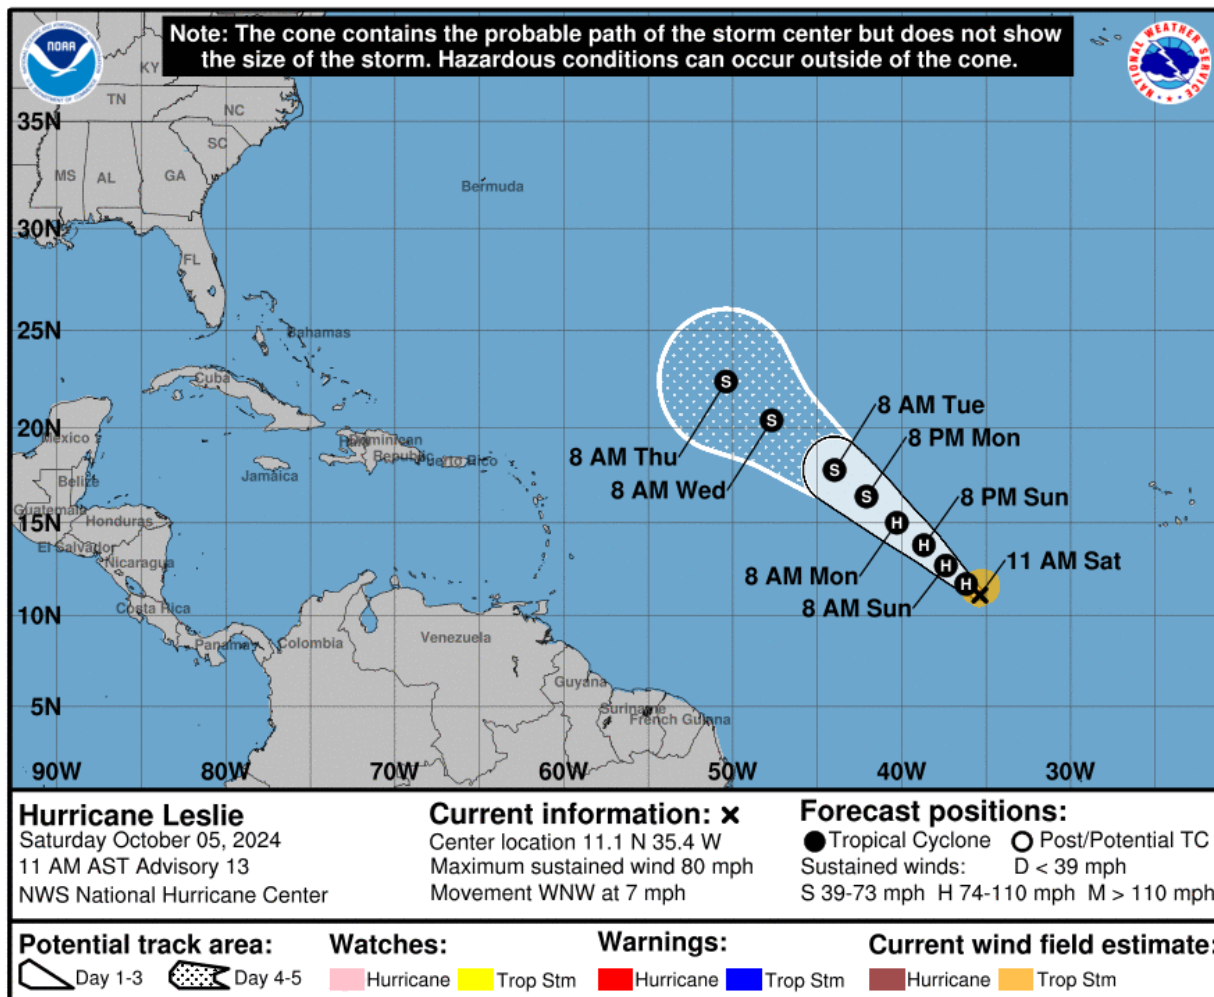 Note: The cone contains the probable path of the storm center but does not show
the size of the storm. Hazardous conditions can occur outside of the cone.
NOAA
NATIONAL WEATHER SERVICE
KY
TN
NC
35N
SC
MS
AL
GA
Bermuda
30N
FL
25N
Bahamas
S
8 AM Tue
Cuba
S
8 PM Mon
20N
Mexico
Haiti
Dominican
Republic
Puerto Rico
8 AM Thu
S
Jamaica
Belize
8 AM Wed
S
8 PM Sun
Guatemala
15N
Honduras
H
El Salvador
H
11 AM Sat
Nicaragua
H
8 AM Mon
H
8 AM Sun
Costa Rica
10N
Panama
Colombia
Venezuela
Guyana
5N
Suriname
French Guiana
90W 80W 70W 60W 50W 40W 30W
Hurricane Leslie
Saturday October 05, 2024
11 AM AST Advisory 13
NWS National Hurricane Center
Current information: x
Center location 11.1 N 35.4 W
Maximum sustained wind 80 mph
Movement WNW at 7 mph
Forecast positions:
Tropical Cyclone Post/Potential TC
Sustained winds: D < 39 mph
S 39-73 mph H 74-110 mph M > 110 mph
Potential track area:
Day 1-3 Day 4-5
Watches:
Hurricane Trop Stm
Warnings:
Hurricane Trop Stm
Current wind field estimate:
Hurricane Trop Stm